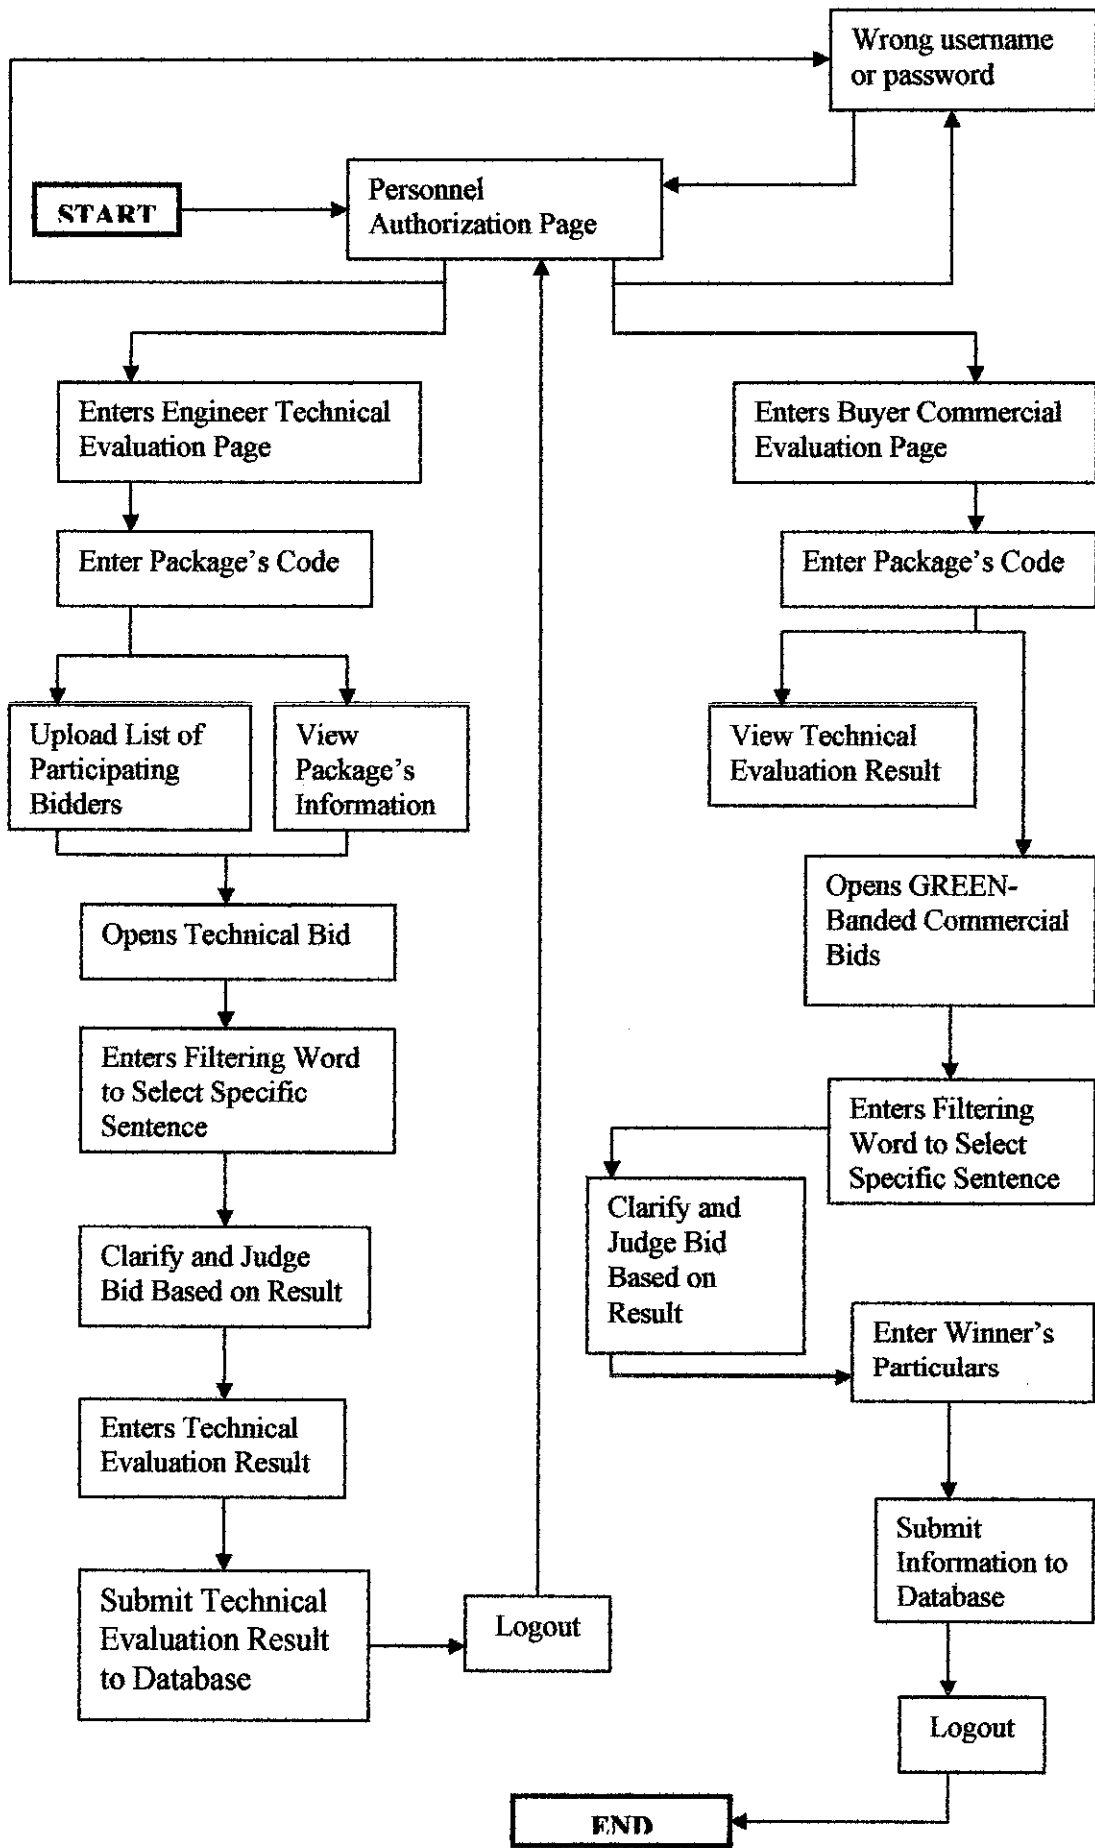 Wrong username
or password
START
Personnel
Authorization Page
Enters Engineer Technical
Evaluation Page
Enters Buyer Commercial
Evaluation Page
Enter Package's Code
Enter Package's Code
Upload List of
Participating
Bidders
View
Package's
Information
View Technical
Evaluation Result
Opens Technical Bid
Opens GREEN-
Banded Commercial
Bids
Enters Filtering Word
to Select Specific
Sentence
Enters Filtering
Word to Select
Specific Sentence
Clarify and
Judge Bid
Based on
Result
Clarify and Judge
Bid Based on Result
Enter Winner's
Particulars
Enters Technical
Evaluation Result
Submit
Information to
Database
Submit Technical
Evaluation Result
to Database
Logout
Logout
END